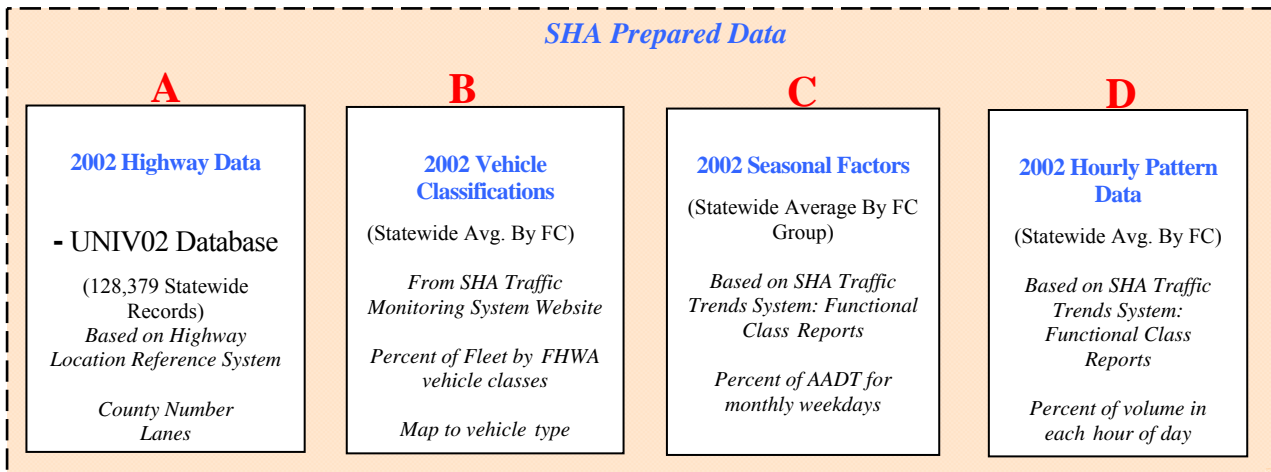 SHA Prepared Data
A
2002 Highway Data
- UNIV02 Database
(128,379 Statewide
Records)
Based on Highway
Location Reference System
County Number
Lanes
B
2002 Vehicle
Classifications
(Statewide Avg. By FC)
From SHA Traffic
Monitoring System Website
Percent of Fleet by FHWA
vehicle classes
Map to vehicle type
C
2002 Seasonal Factors
(Statewide Average By FC
Group)
Based on SHA Traffic
Trends System: Functional
Class Reports
Percent of AADT for
monthly weekdays
D
2002 Hourly Pattern
Data
(Statewide Avg. By FC)
Based on SHA Traffic
Trends System:
Functional Class
Reports
Percent of volume in
each hour of day